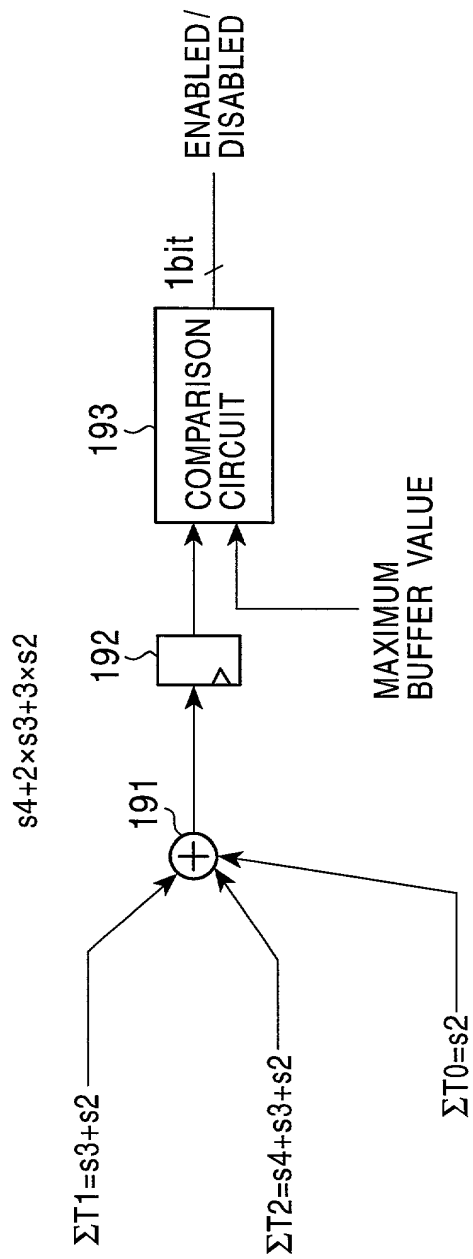 s4+2×s3+3×s2
ΣT1=s3+s2
ΣT2=s4+s3+s2
ΣT0=s2
191
192
193
COMPARISON
CIRCUIT
MAXIMUM
BUFFER VALUE
1bit
ENABLED/
DISABLED